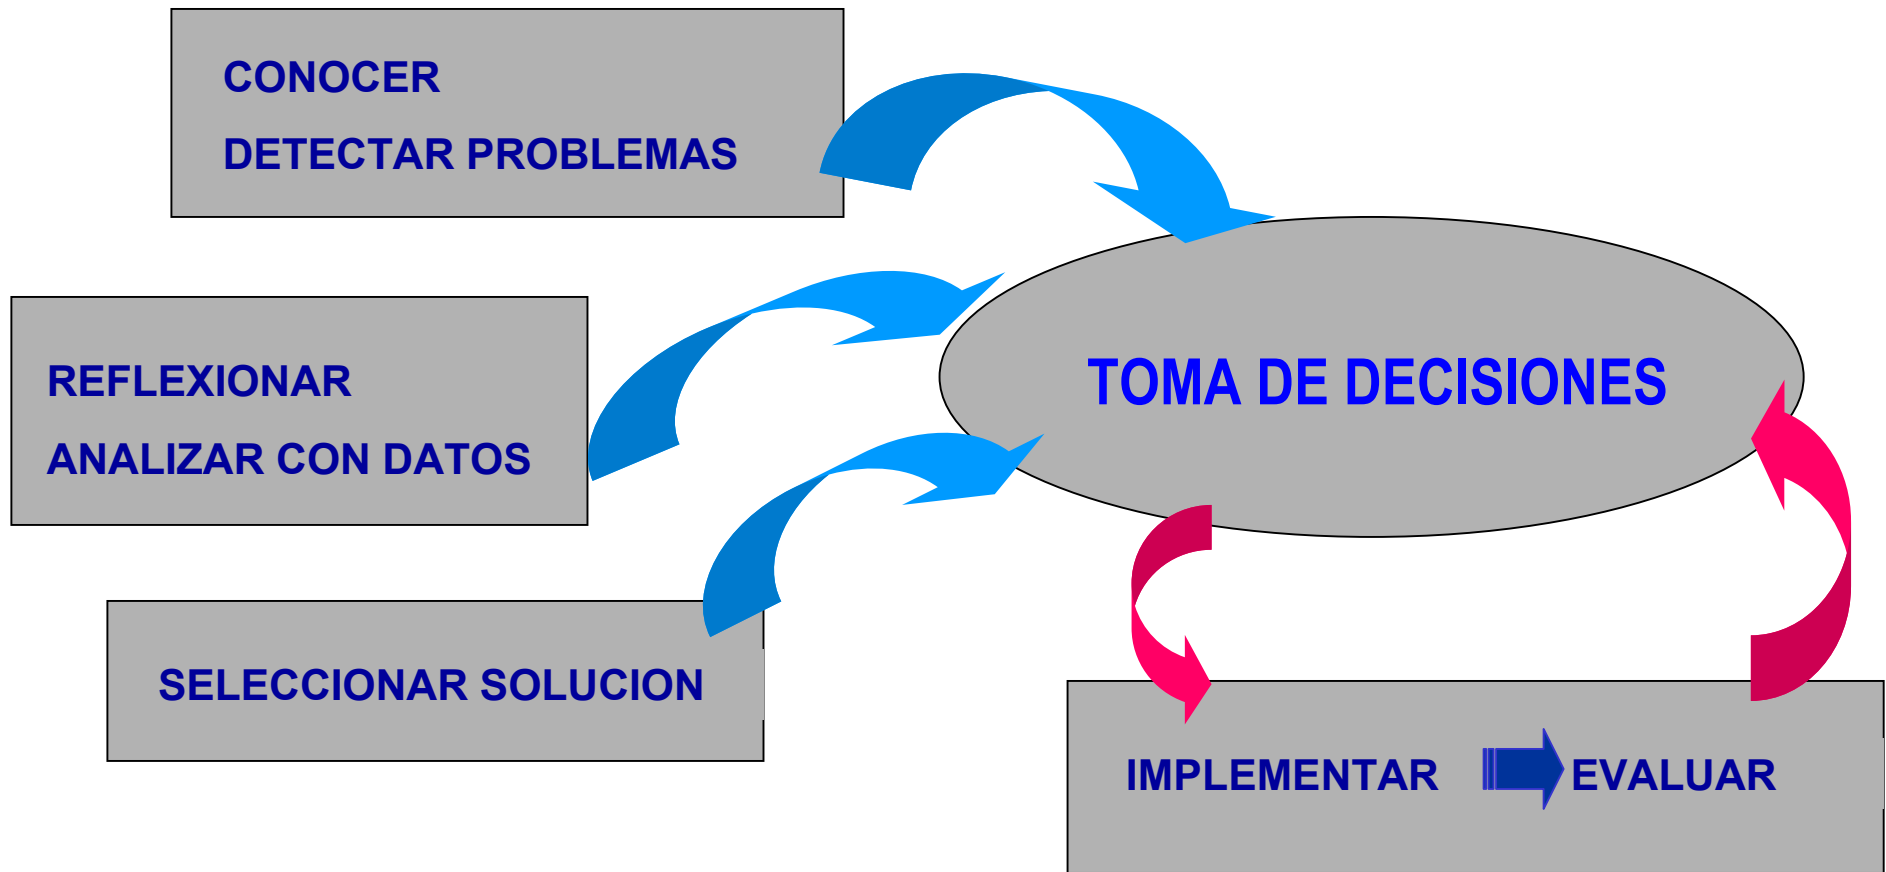 CONOCER
DETECTAR PROBLEMAS
REFLEXIONAR
ANALIZAR CON DATOS
SELECCIONAR SOLUCION
TOMA DE DECISIONES
IMPLEMENTAR EVALUAR